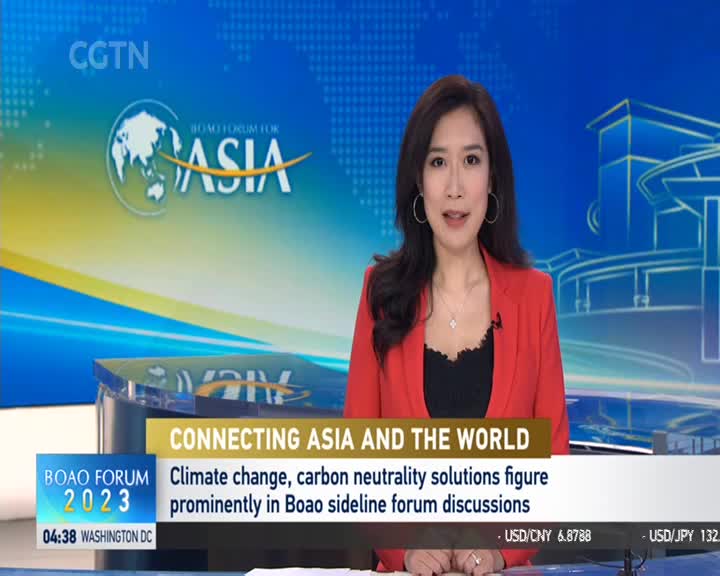 CGTN
BOAO FORUM FOR
ASIA
CONNECTING ASIA AND THE WORLD
Climate change, carbon neutrality solutions figure
prominently in Boao sideline forum discussions
BOAO FORUM
2023
04:38 WASHINGTON DC
· USD/CNY 6.8788 · USD/JPY 132.